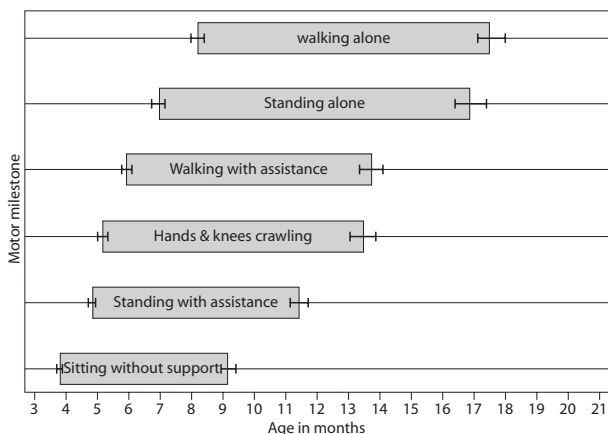 walking alone
Standing alone
Walking with assistance
Hands & knees crawling
Standing with assistance
Sitting without support
Motor milestone
3 4 5 6 7 8 9 10 11 12 13 14 15 16 17 18 19 20 21
Age in months